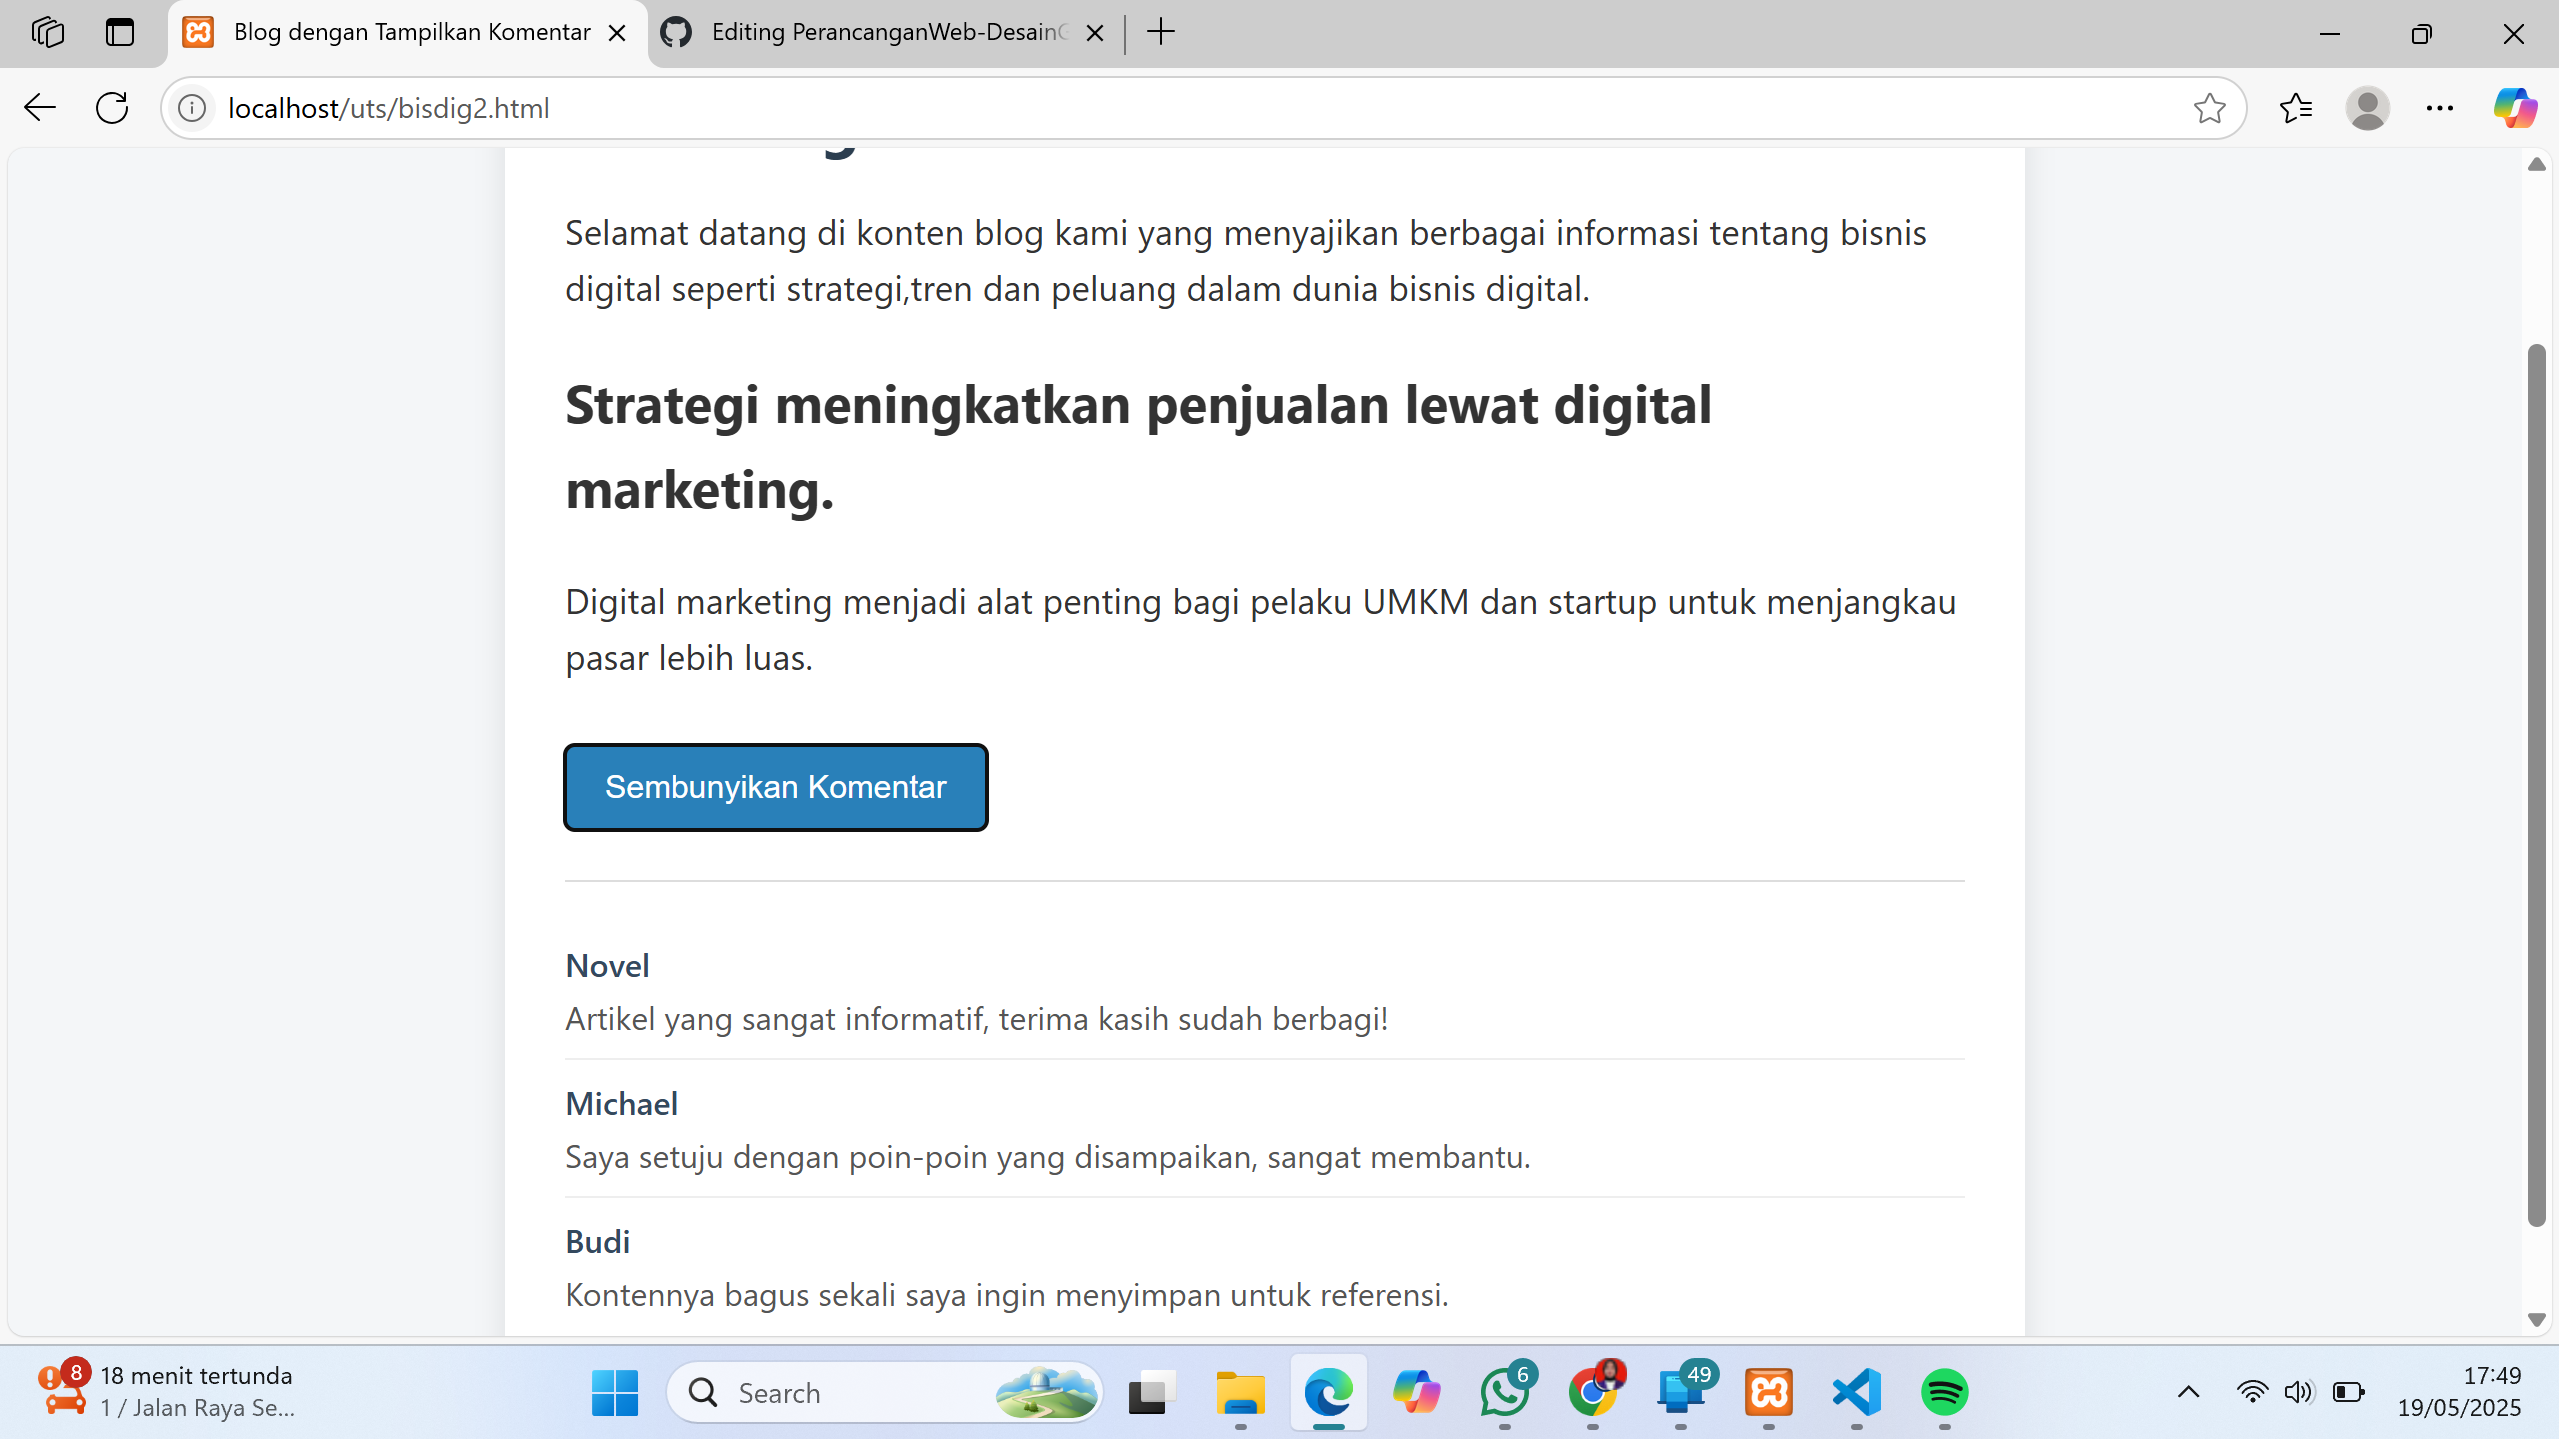 Blog dengan Tampilkan Komentar
Editing PerancanganWeb-Desain
localhost/uts/bisdig2.html
Selamat datang di konten blog kami yang menyajikan berbagai informasi tentang bisnis
digital seperti strategi,tren dan peluang dalam dunia bisnis digital.
Strategi meningkatkan penjualan lewat digital
marketing.
Digital marketing menjadi alat penting bagi pelaku UMKM dan startup untuk menjangkau
pasar lebih luas.
Sembunyikan Komentar
Novel
Artikel yang sangat informatif, terima kasih sudah berbagi!
Michael
Saya setuju dengan poin-poin yang disampaikan, sangat membantu.
Budi
Kontennya bagus sekali saya ingin menyimpan untuk referensi.
8
18 menit tertunda
1 / Jalan Raya Se...
Search
6
49
17:49
19/05/2025